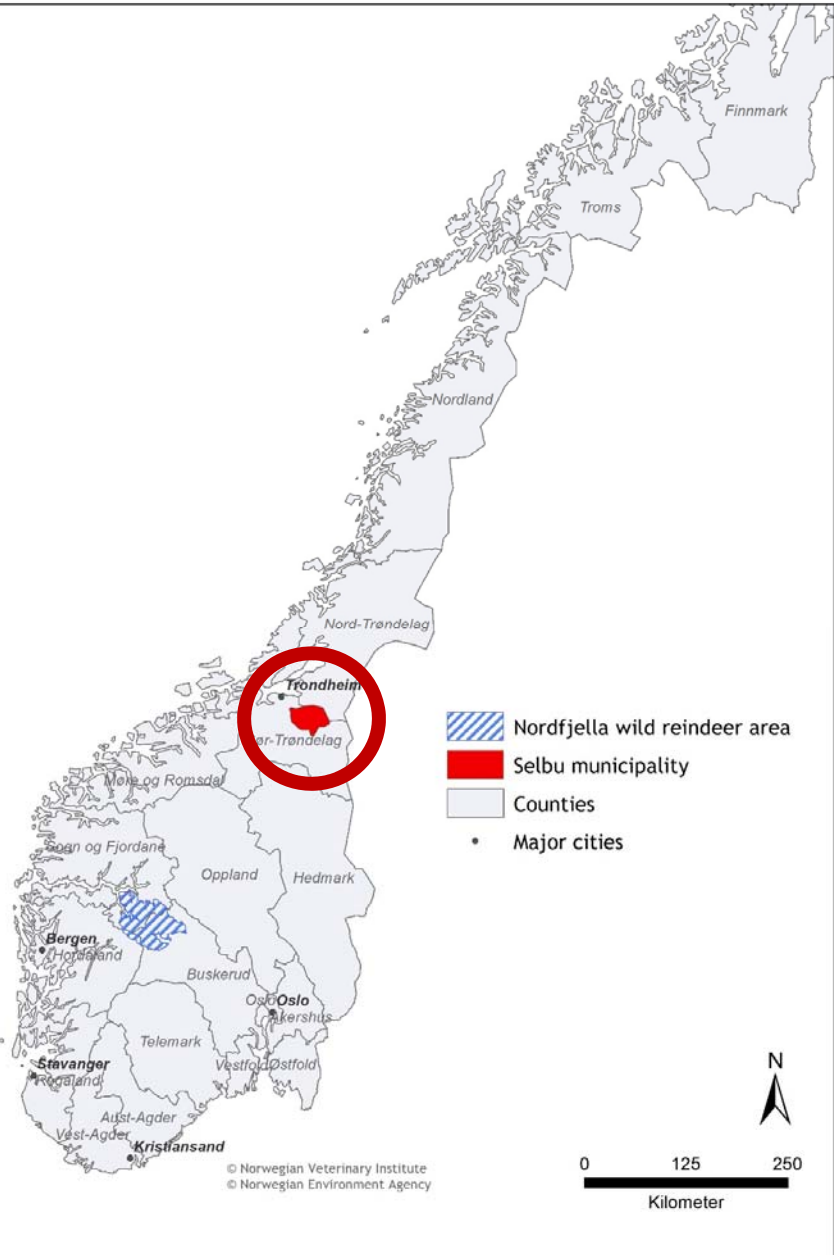 Finnmark
Troms
Nordland
Nord-Trøndelag
Trondheim
ør-Trøndelag
Møre og Romsdal
Sogn og Fjordane
Oppland
Hedmark
Bergen
Hordaland
Buskerud
Oslo Oslo
Akershus
Telemark
Vestfold Østfold
Stavanger
Rogaland
Aust-Agder
Vest-Agder
Kristiansand
Nordfjella wild reindeer area
Selbu municipality
Counties
Major cities
N
© Norwegian Veterinary Institute
© Norwegian Environment Agency
0 125 250
Kilometer